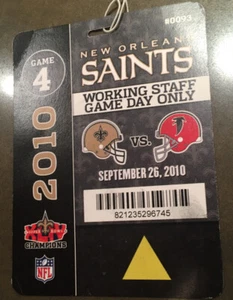 #0093
GAME
4
2010
NEW ORLEANS
SAINTS
WORKING STAFF
GAME DAY ONLY
VS.
SEPTEMBER 26, 2010
821235296745
XLIV
CHAMPIONS
NFL